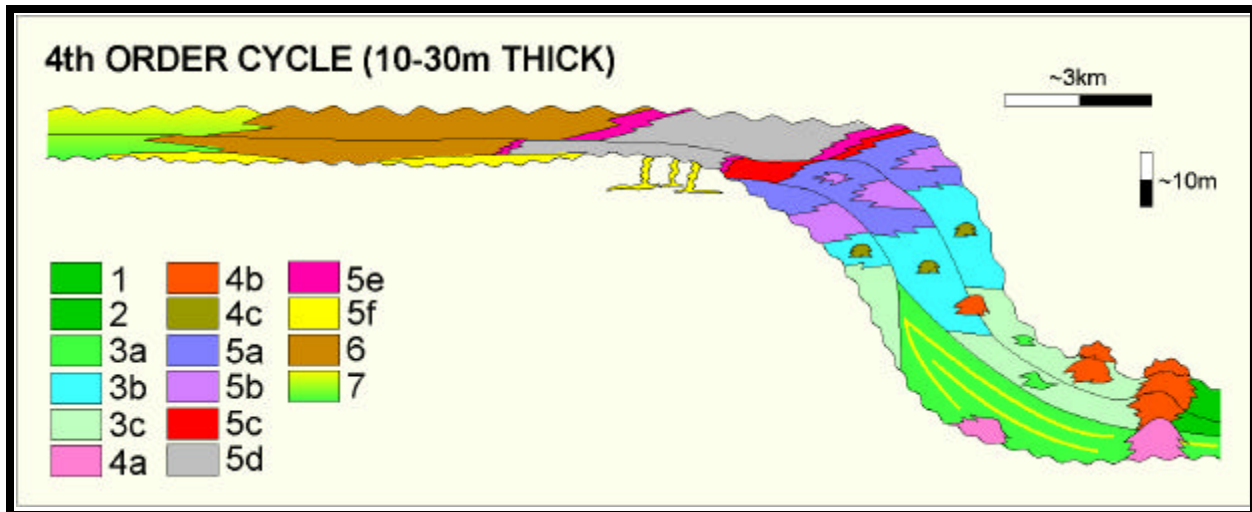 4th ORDER CYCLE (10-30m THICK)
~3km
~10m
1 4b 5e
2 4c 5f
3a 5a 6
3b 5b 7
3c 5c
4a 5d